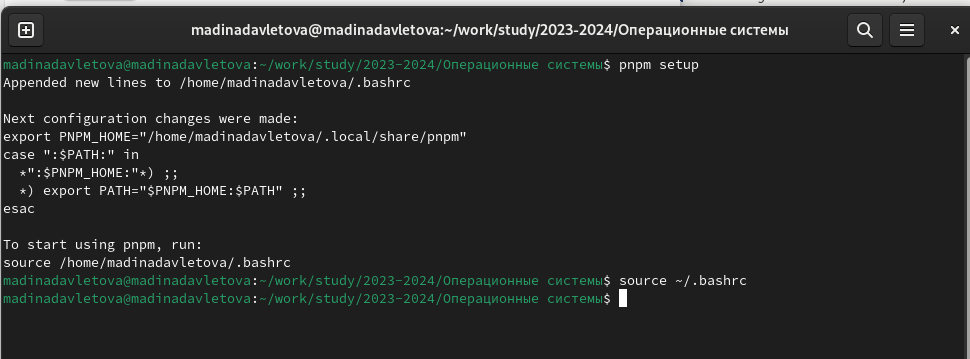 madinadavletova@madinadavletova:~/work/study/2023-2024/Операционные системы
madinadavletova@madinadavletova:~/work/study/2023-2024/Операционные системы$ pnpm setup
Appended new lines to /home/madinadavletova/.bashrc

Next configuration changes were made:
export PNPM_HOME="/home/madinadavletova/.local/share/pnpm"
case ":$PATH:" in
  *":$PNPM_HOME:"*) ;;
  *) export PATH="$PNPM_HOME:$PATH" ;;
esac

To start using pnpm, run:
source /home/madinadavletova/.bashrc
madinadavletova@madinadavletova:~/work/study/2023-2024/Операционные системы$ source ~/.bashrc
madinadavletova@madinadavletova:~/work/study/2023-2024/Операционные системы$